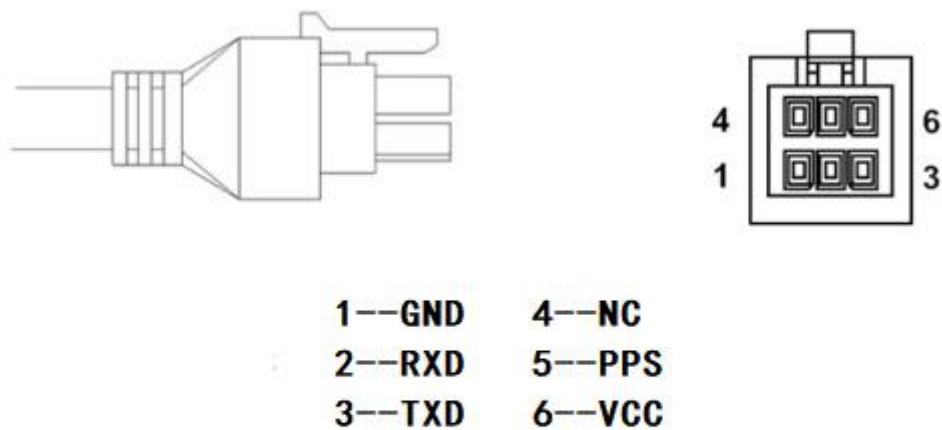 4 6
1 3
1--GND 4--NC
2--RXD 5--PPS
3--TXD 6--VCC